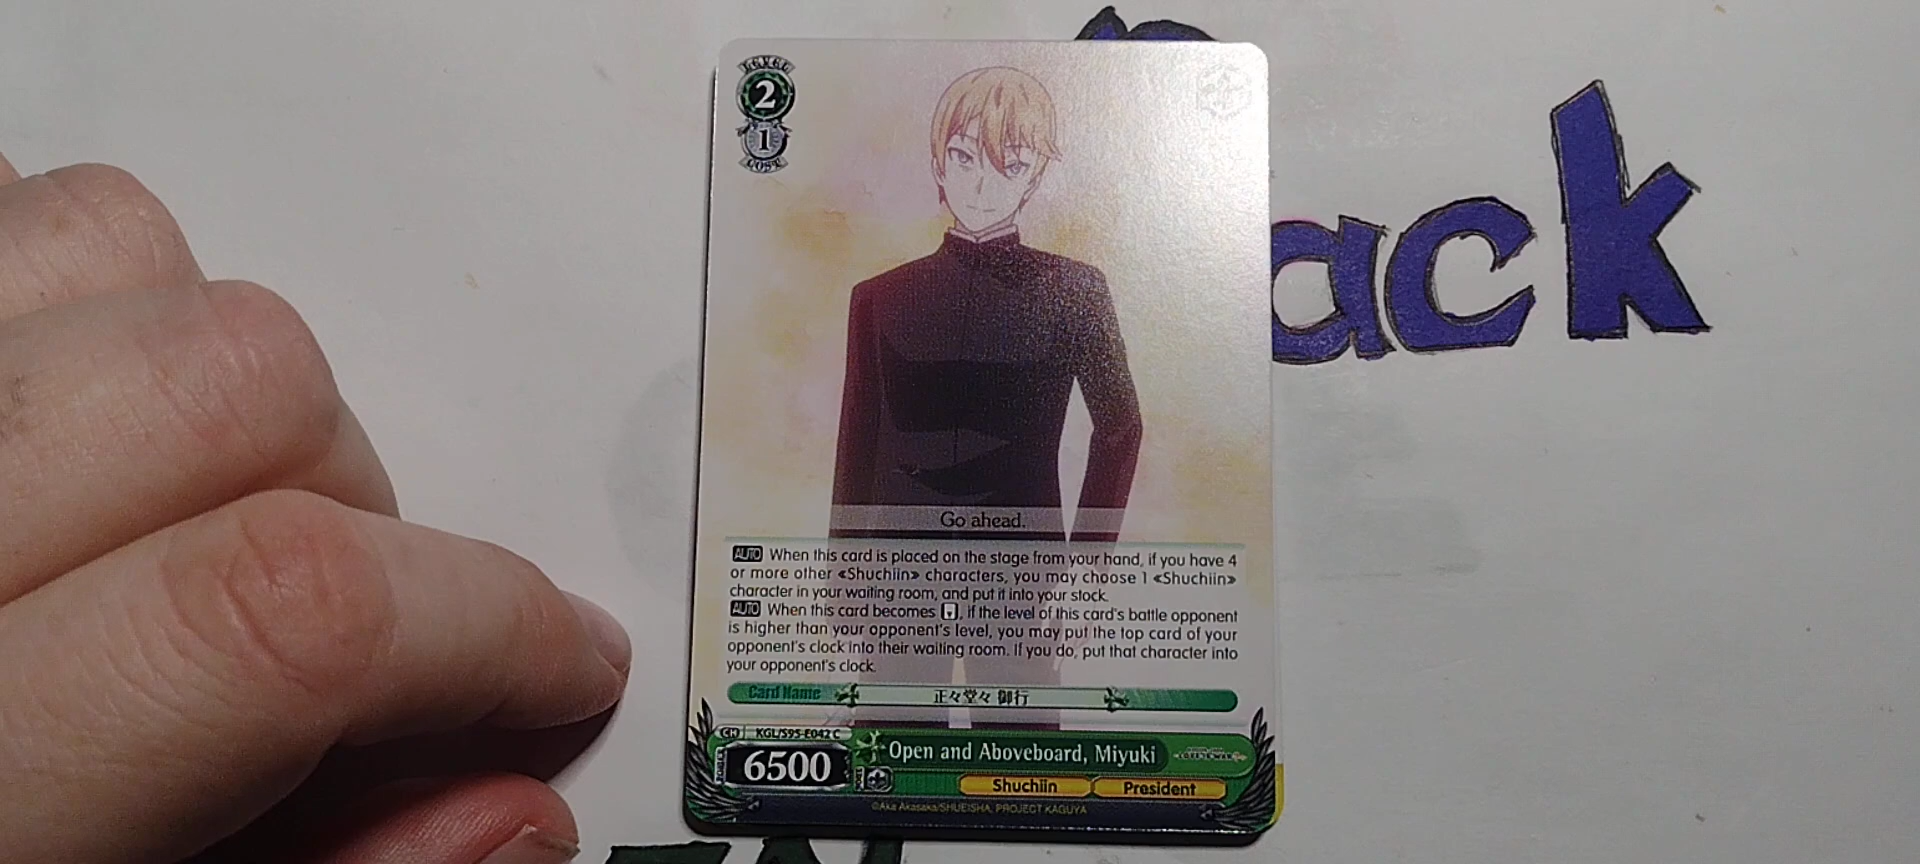 LEVEL
2
1
COST
ack
Go ahead.
AUTO When this card is placed on the stage from your hand, if you have 4
or more other «Shuchiin» characters, you may choose 1 «Shuchiin»
character in your waiting room, and put it into your stock.
AUTO When this card becomes , if the level of this card's battle opponent
is higher than your opponent's level, you may put the top card of your
opponent's clock into their waiting room. If you do, put that character into
your opponent's clock.
Card Name
正々堂々 御行
CH KGL/S95-E042 C
POWER 6500
Open and Aboveboard, Miyuki
Shuchiin President
©Aka Akasaka/SHUEISHA, PROJECT KAGUYA